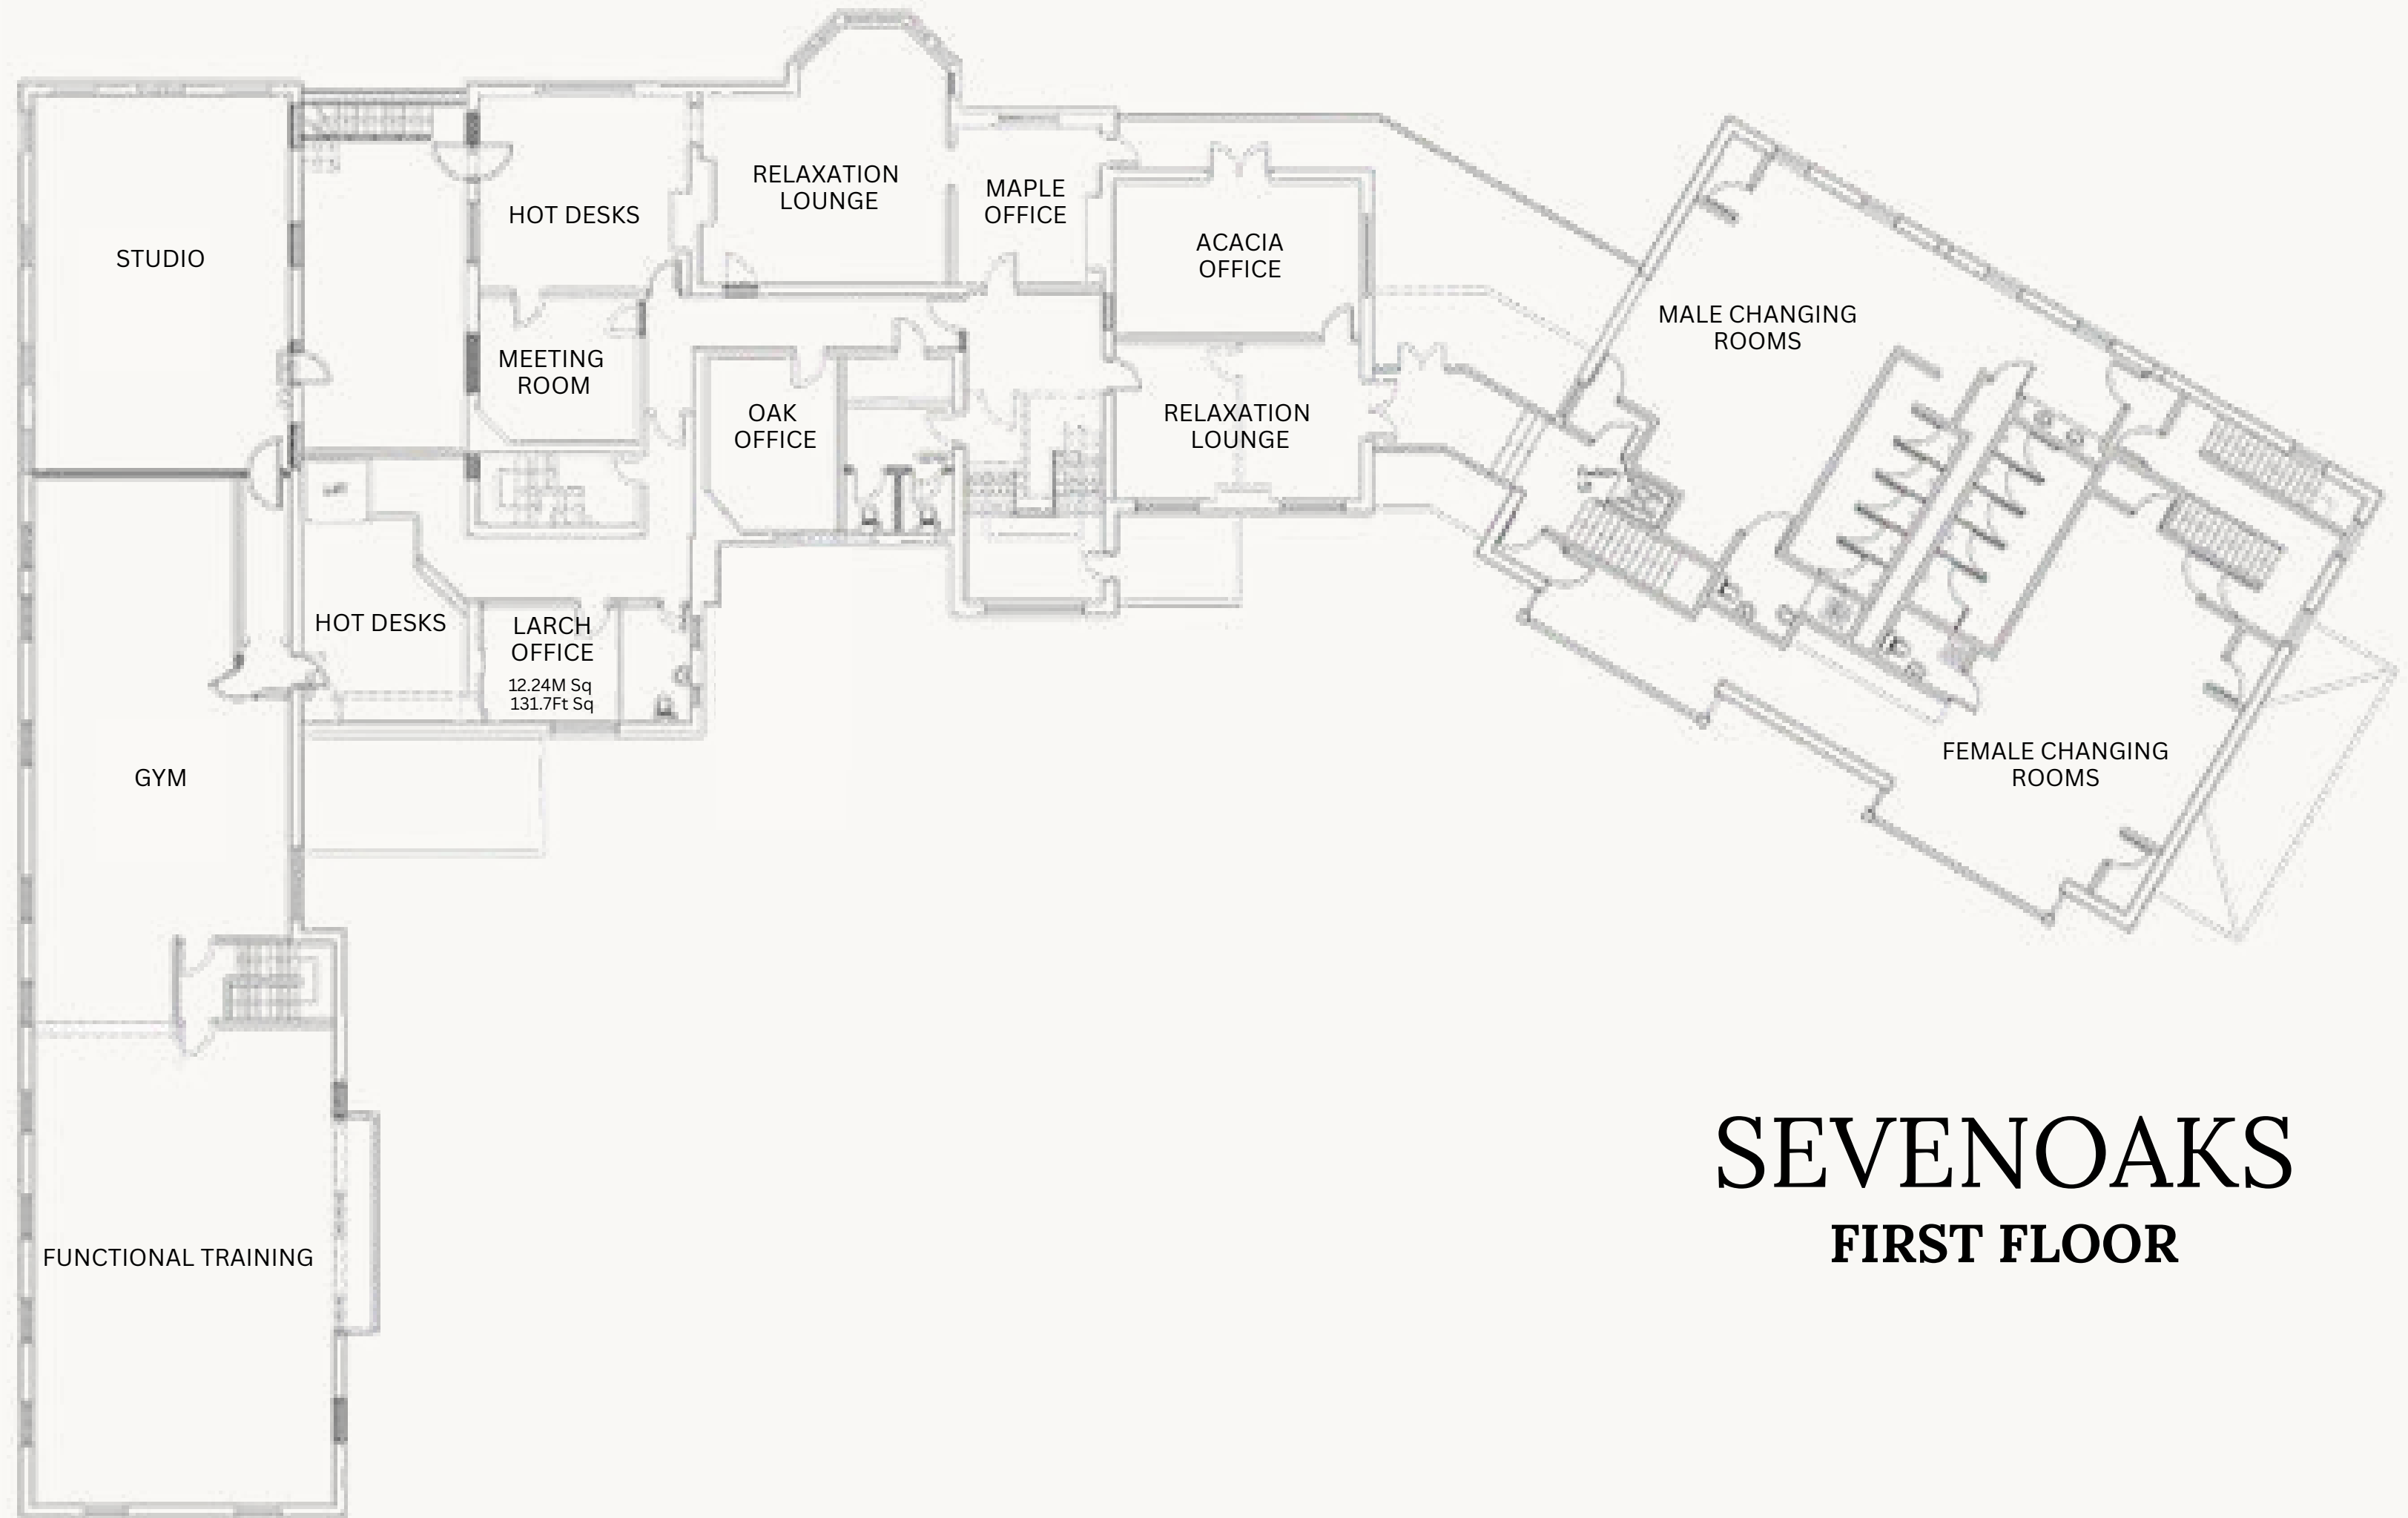 STUDIO
HOT DESKS
RELAXATION
LOUNGE
MAPLE
OFFICE
ACACIA
OFFICE
MALE CHANGING
ROOMS
MEETING
ROOM
OAK
OFFICE
RELAXATION
LOUNGE
HOT DESKS
LARCH
OFFICE
12.24M Sq
131.7Ft Sq
GYM
FEMALE CHANGING
ROOMS
FUNCTIONAL TRAINING
SEVENOAKS
FIRST FLOOR